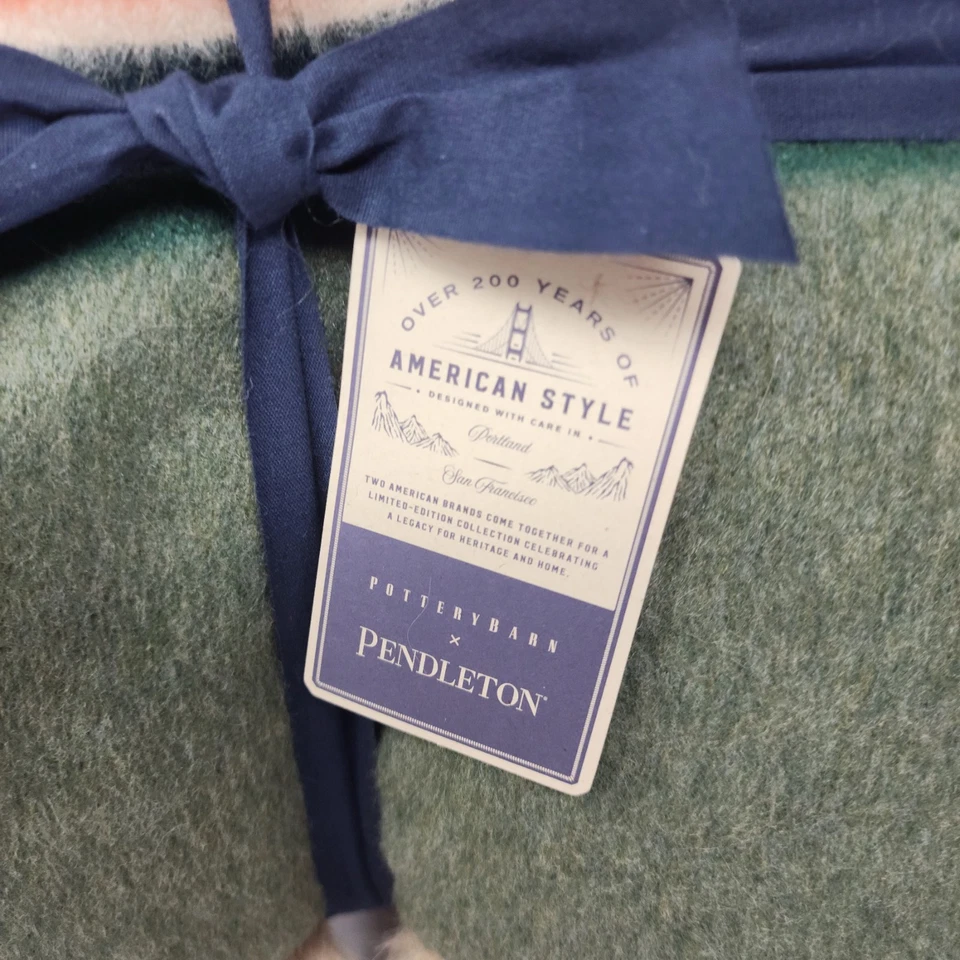 OVER 200 YEARS OF
AMERICAN STYLE
• DESIGNED WITH CARE IN •
Portland
San Francisco
TWO AMERICAN BRANDS COME TOGETHER FOR A
LIMITED-EDITION COLLECTION CELEBRATING
A LEGACY FOR HERITAGE AND HOME.
POTTERYBARN
×
PENDLETON®